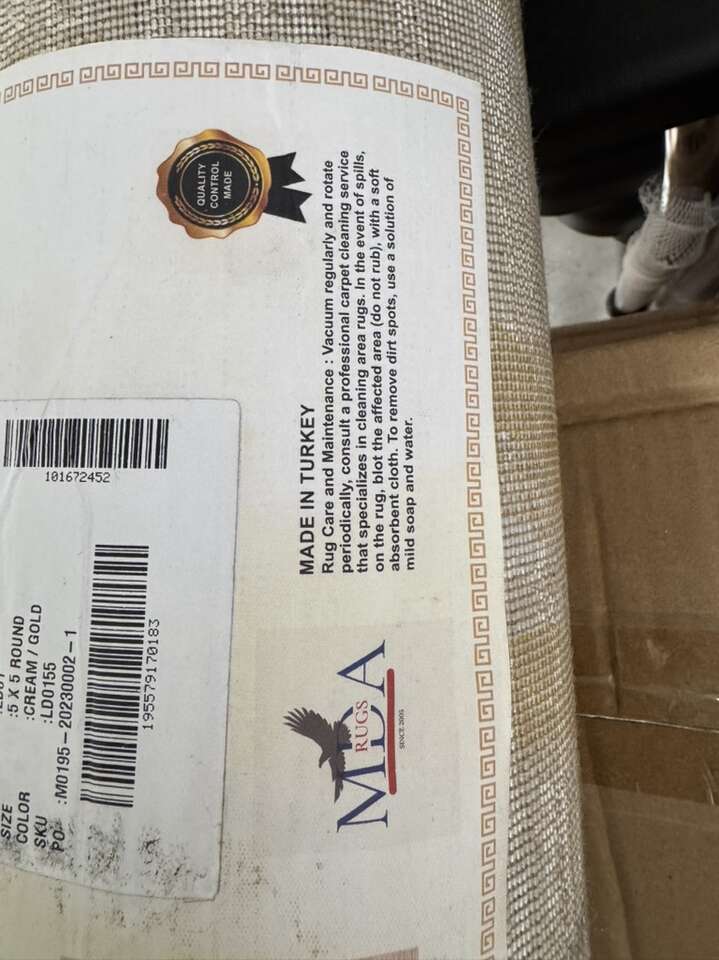 SIZE :5 X 5 ROUND
COLOR :CREAM / GOLD
SKU :LD0155
PO :M0195-20230002-1
195579170183
101672452
QUALITY
CONTROL
MADE
MDA
RUGS
SINCE 2005
MADE IN TURKEY
Rug Care and Maintenance : Vacuum regularly and rotate
periodically, consult a professional carpet cleaning service
that specializes in cleaning area rugs. In the event of spills,
on the rug, blot the affected area (do not rub), with a soft
absorbent cloth. To remove dirt spots, use a solution of
mild soap and water.